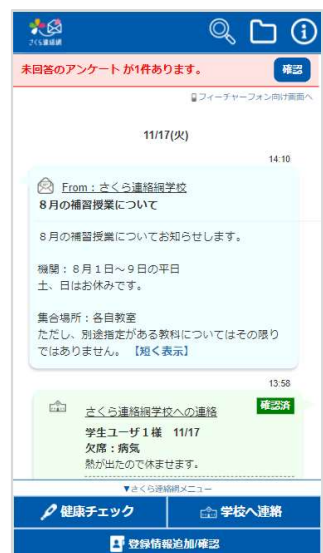 さくら連絡網
未回答のアンケート が1件あります。
確認
フィーチャーフォン向け画面へ
11/17(火)
14:10
From：さくら連絡網学校
８月の補習授業について
８月の補習授業についてお知らせします。
機関：８月１日～９日の平日
土、日はお休みです。
集合場所：各自教室
ただし、別途指定がある教科についてはその限り
ではありません。【短く表示】
13:58
さくら連絡網学校への連絡
確認済
学生ユーザ１様 11/17
欠席：病気
熱が出たので休ませます。
▼さくら連絡網メニュー
健康チェック
学校へ連絡
登録情報追加/確認